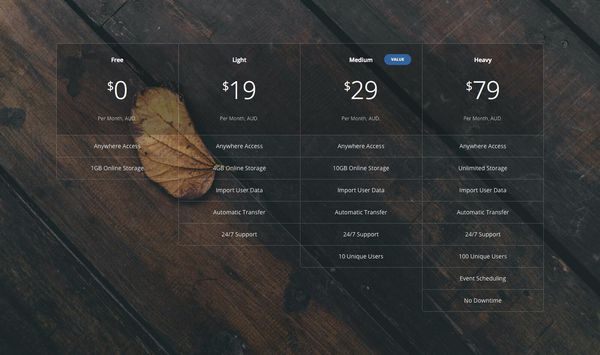 Free
$0
Per Month, AUD.
Anywhere Access
1GB Online Storage
Light
$19
Per Month, AUD.
Anywhere Access
4GB Online Storage
Import User Data
Automatic Transfer
24/7 Support
Medium
VALUE
$29
Per Month, AUD.
Anywhere Access
10GB Online Storage
Import User Data
Automatic Transfer
24/7 Support
10 Unique Users
Heavy
$79
Per Month, AUD.
Anywhere Access
Unlimited Storage
Import User Data
Automatic Transfer
24/7 Support
100 Unique Users
Event Scheduling
No Downtime